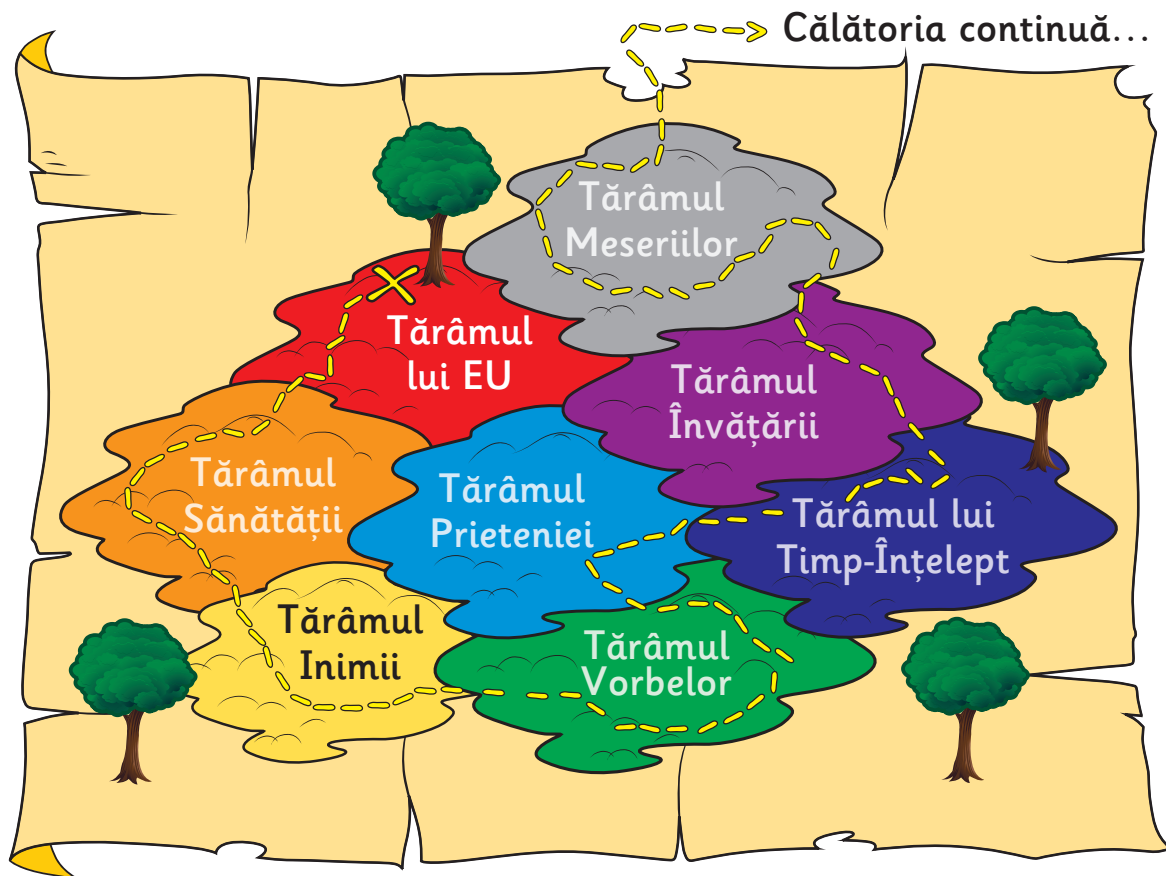 Călătoria continuă...
Tărâmul
Meseriilor
Tărâmul
lui EU
Tărâmul
Învățării
Tărâmul
Sănătății
Tărâmul
Prieteniei
Tărâmul lui
Timp-Înțelept
Tărâmul
Inimii
Tărâmul
Vorbelor